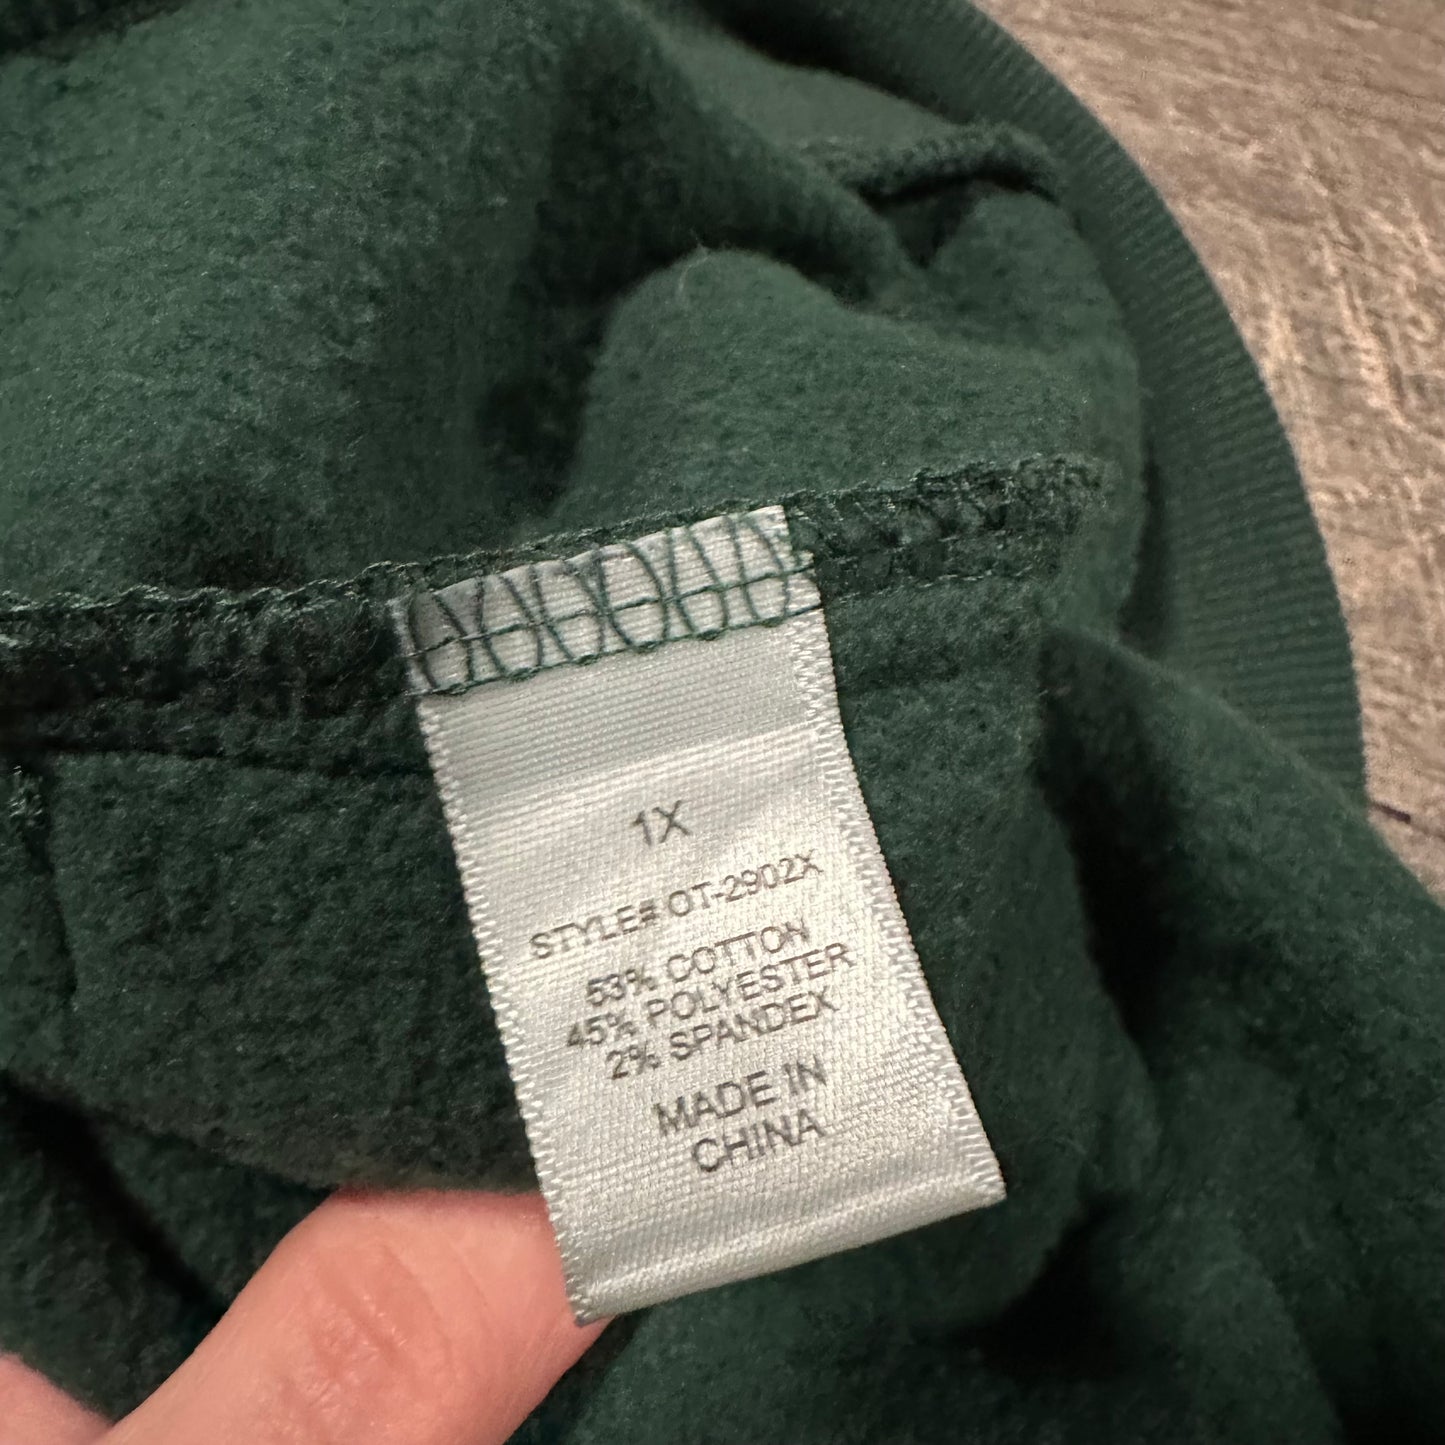 1X
STYLE# OT-2902X
53% COTTON
45% POLYESTER
2% SPANDEX
MADE IN
CHINA